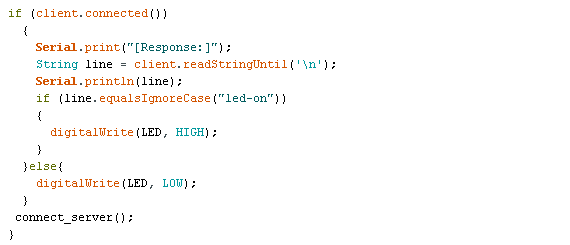 if (client.connected())
{
Serial.print("[Response:]");
String line = client.readStringUntil('\n');
Serial.println(line);
if (line.equalsIgnoreCase("led-on"))
{
digitalWrite(LED, HIGH);
}
}else{
digitalWrite(LED, LOW);
}
connect_server();
}